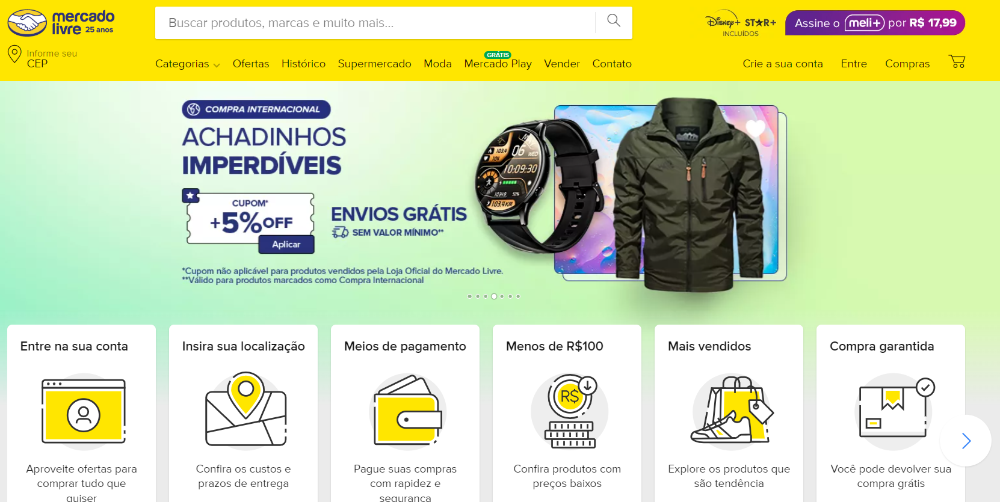 mercado
livre 25 anos
Buscar produtos, marcas e muito mais...
Disney+ STAR+
INCLUÍDOS
Assine o meli+ por R$ 17,99
Informe seu
CEP
Categorias
Ofertas
Histórico
Supermercado
Moda
GRÁTIS
Mercado Play
Vender
Contato
Crie a sua conta
Entre
Compras
COMPRA INTERNACIONAL
ACHADINHOS
IMPERDÍVEIS
CUPOM*
+5%OFF
Aplicar
ENVIOS GRÁTIS
SEM VALOR MÍNIMO**
*Cupom não aplicável para produtos vendidos pela Loja Oficial do Mercado Livre.
**Válido para produtos marcados como Compra Internacional
06 WED
10:09:30
10349 50%
103.4KM
Entre na sua conta
Aproveite ofertas para
comprar tudo que
quiser
Insira sua localização
Confira os custos e
prazos de entrega
Meios de pagamento
Pague suas compras
com rapidez e
segurança
Menos de R$100
R$
Confira produtos com
preços baixos
Mais vendidos
Explore os produtos que
são tendência
Compra garantida
Você pode devolver sua
compra grátis